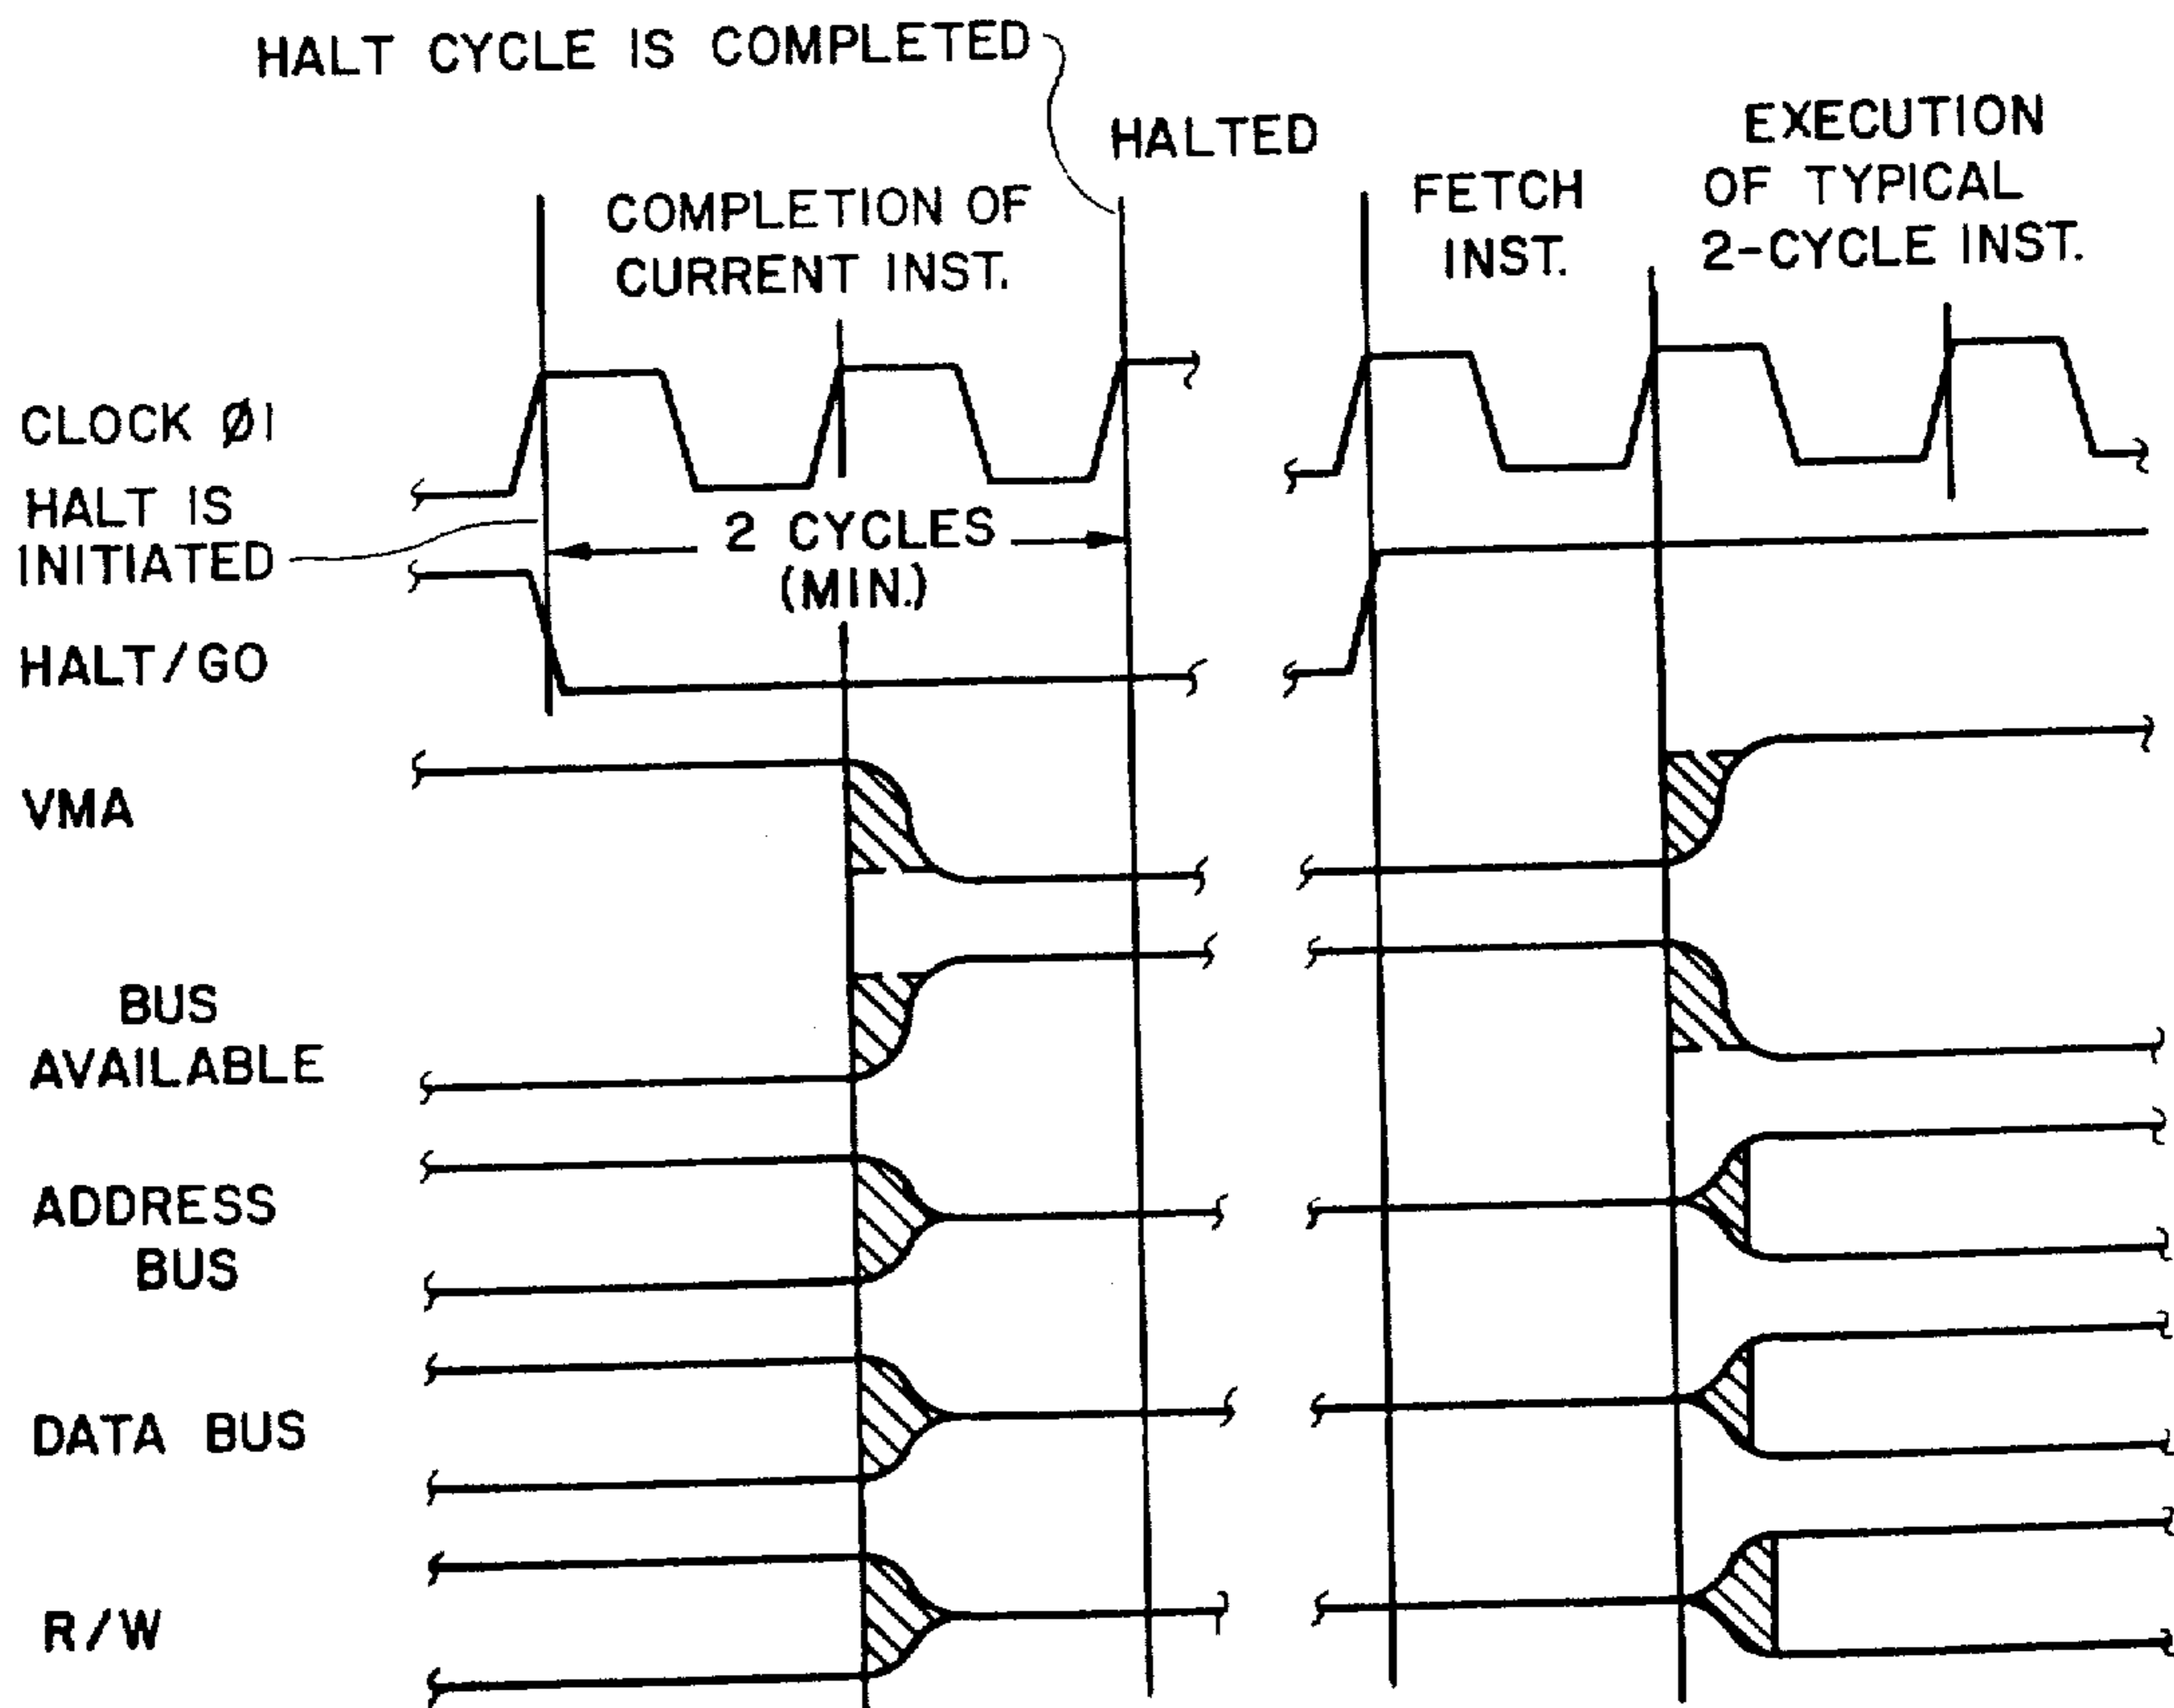 HALT CYCLE IS COMPLETED
HALTED
COMPLETION OF
CURRENT INST.
FETCH
INST.
EXECUTION
OF TYPICAL
2-CYCLE INST.
CLOCK Ø1
HALT IS
INITIATED
2 CYCLES
(MIN.)
HALT/GO
VMA
BUS
AVAILABLE
ADDRESS
BUS
DATA BUS
R/W